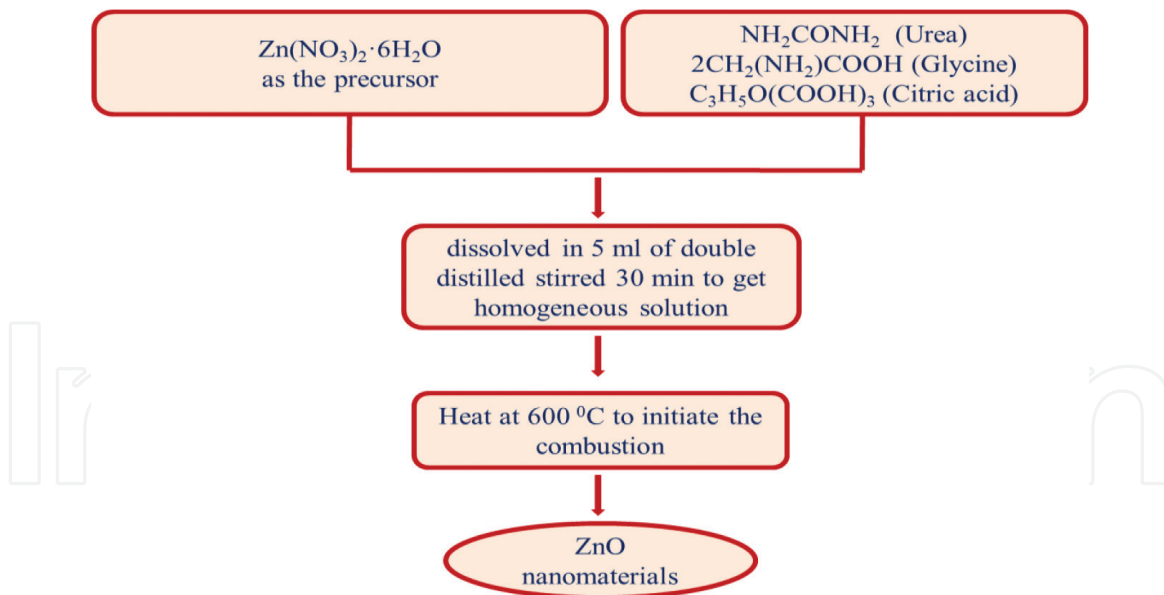 Zn(NO₃)₂·6H₂O
as the precursor
NH₂CONH₂ (Urea)
2CH₂(NH₂)COOH (Glycine)
C₃H₅O(COOH)₃ (Citric acid)
dissolved in 5 ml of double
distilled stirred 30 min to get
homogeneous solution
Heat at 600 ⁰C to initiate the
combustion
ZnO
nanomaterials